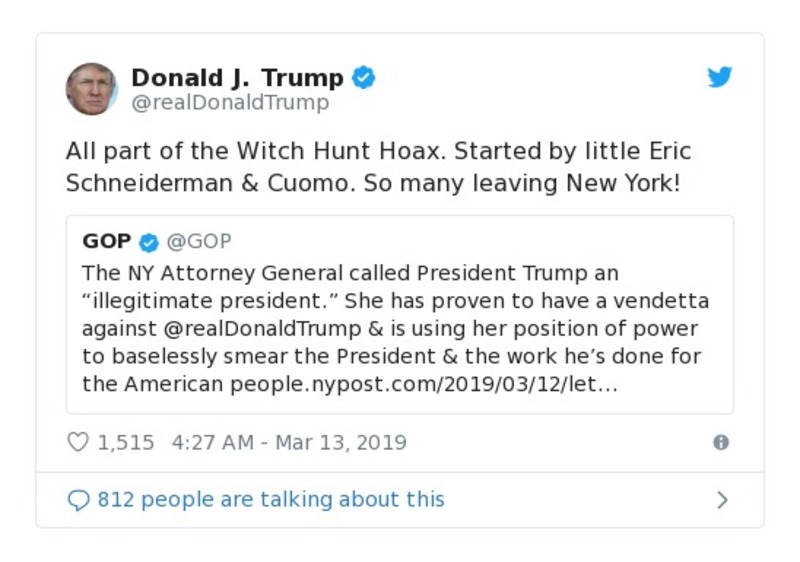 Donald J. Trump
@realDonaldTrump
All part of the Witch Hunt Hoax. Started by little Eric
Schneiderman & Cuomo. So many leaving New York!
GOP @GOP
The NY Attorney General called President Trump an
“illegitimate president.” She has proven to have a vendetta
against @realDonaldTrump & is using her position of power
to baselessly smear the President & the work he’s done for
the American people.nypost.com/2019/03/12/let…
1,515 4:27 AM - Mar 13, 2019
812 people are talking about this